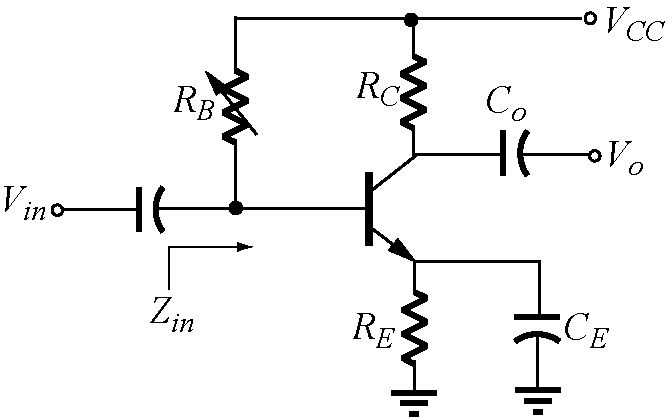 V_CC
R_B
R_C
C_o
V_in
V_o
Z_in
R_E
C_E